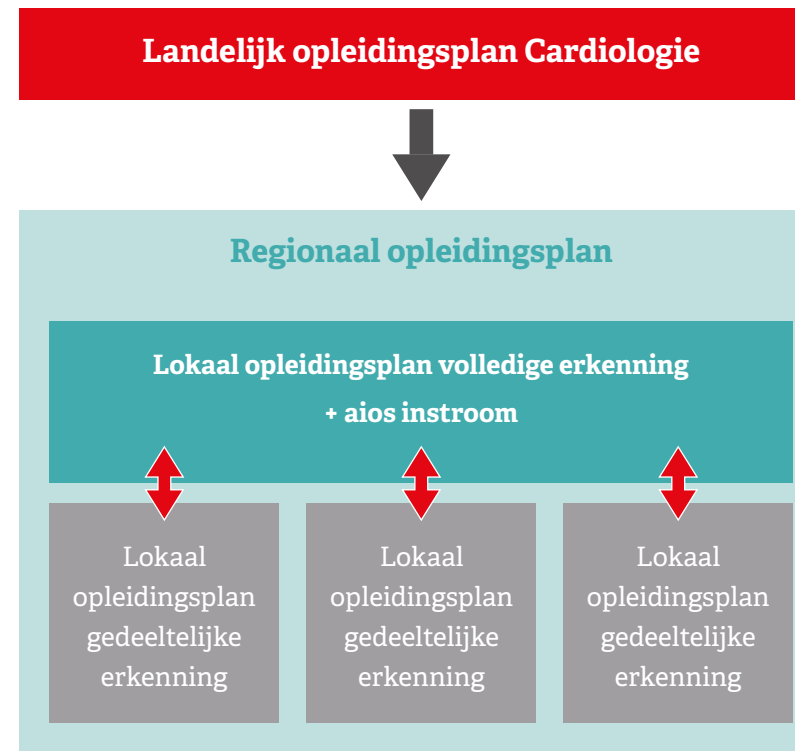 Landelijk opleidingsplan Cardiologie
Regionaal opleidingsplan
Lokaal opleidingsplan volledige erkenning
+ aios instroom
Lokaal
opleidingsplan
gedeeltelijke
erkenning
Lokaal
opleidingsplan
gedeeltelijke
erkenning
Lokaal
opleidingsplan
gedeeltelijke
erkenning